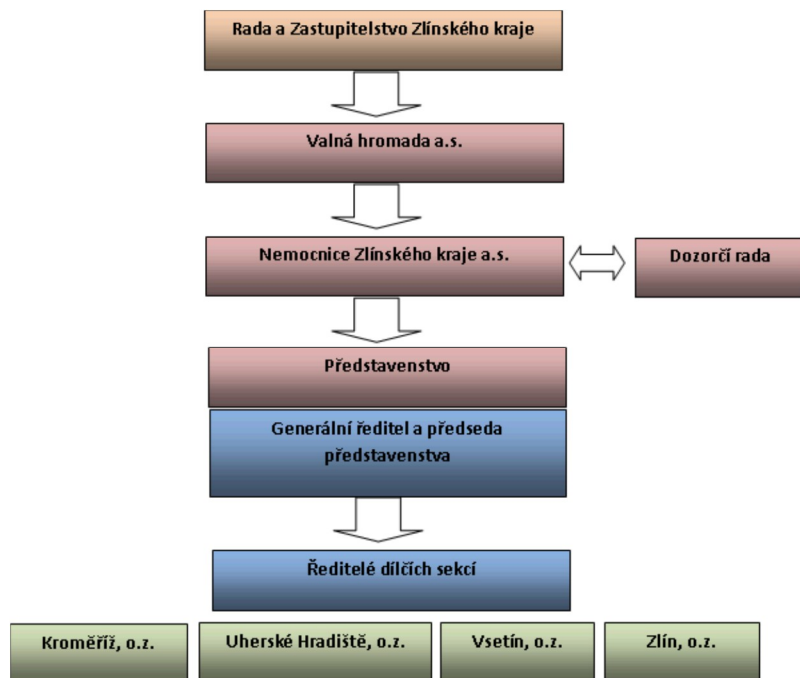 Rada a Zastupitelstvo Zlínského kraje
Valná hromada a.s.
Nemocnice Zlínského kraje a.s.
Dozorčí rada
Představenstvo
Generální ředitel a předseda
představenstva
Ředitelé dílčích sekcí
Kroměříž, o.z.
Uherské Hradiště, o.z.
Vsetín, o.z.
Zlín, o.z.